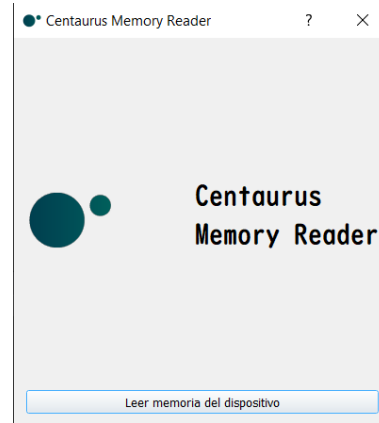 Centaurus Memory Reader ?
Centaurus
Memory Reader
Leer memoria del dispositivo